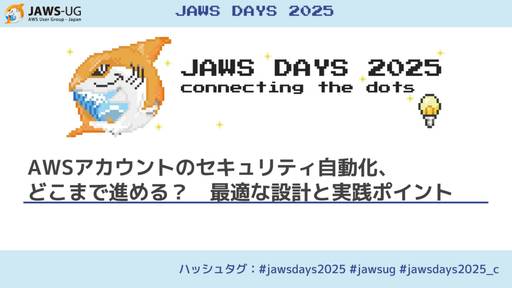 JAWS-UG
AWS User Group - Japan
JAWS DAYS 2025
JAWS DAYS 2025
connecting the dots
AWSアカウントのセキュリティ自動化、
どこまで進める？　最適な設計と実践ポイント
ハッシュタグ：#jawsdays2025 #jawsug #jawsdays2025_c